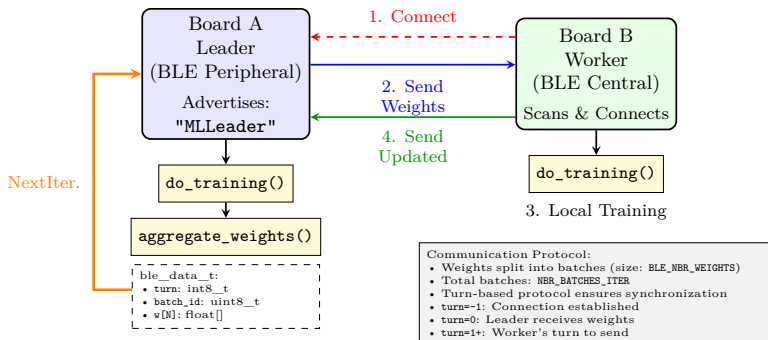 Board A
Leader
(BLE Peripheral)
Advertises:
"MLLeader"
1. Connect
2. Send
Weights
4. Send
Updated
Board B
Worker
(BLE Central)
Scans & Connects
do_training()
aggregate_weights()
NextIter.
do_training()
3. Local Training
ble_data_t:
• turn: int8_t
• batch_id: uint8_t
• w[N]: float[]
Communication Protocol:
• Weights split into batches (size: BLE_NBR_WEIGHTS)
• Total batches: NBR_BATCHES_ITER
• Turn-based protocol ensures synchronization
• turn=-1: Connection established
• turn=0: Leader receives weights
• turn=1+: Worker's turn to send